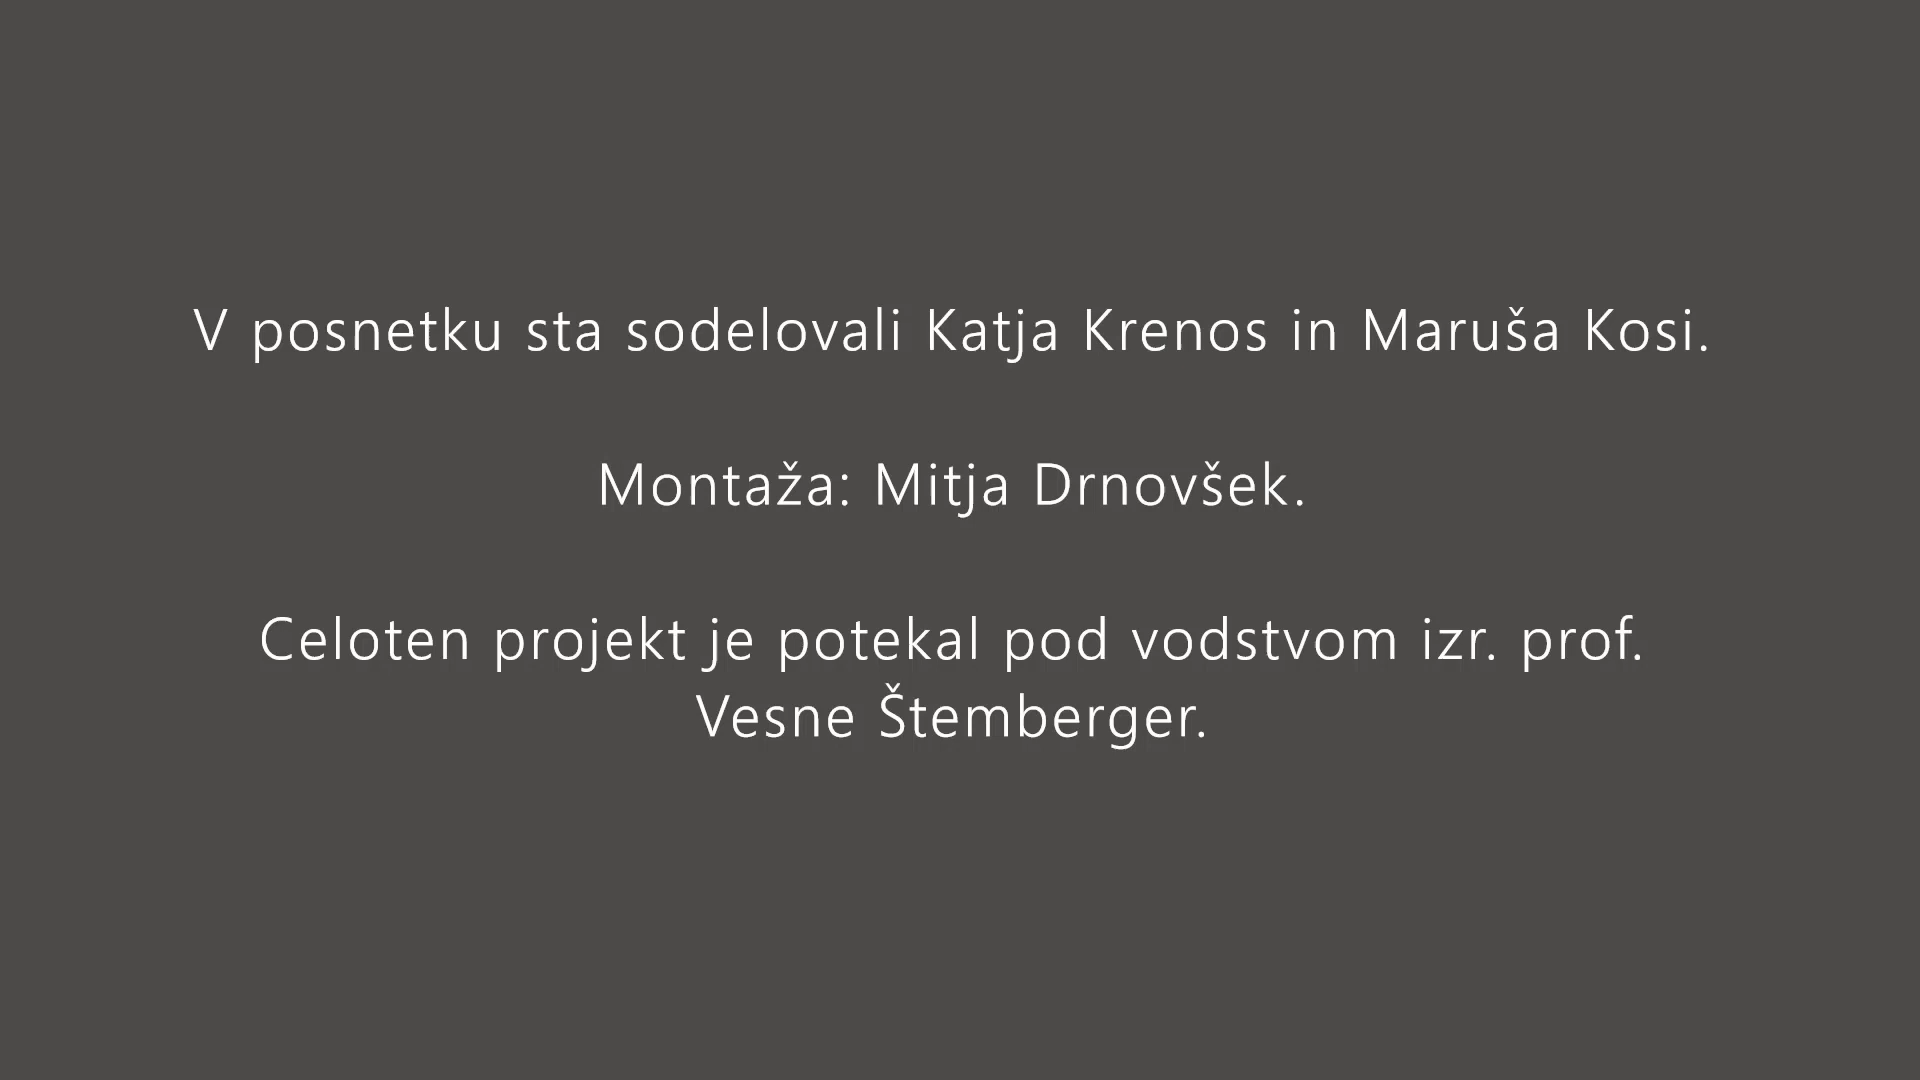 V posnetku sta sodelovali Katja Krenos in Maruša Kosi.
Montaža: Mitja Drnovšek.
Celoten projekt je potekal pod vodstvom izr. prof.
Vesne Štemberger.